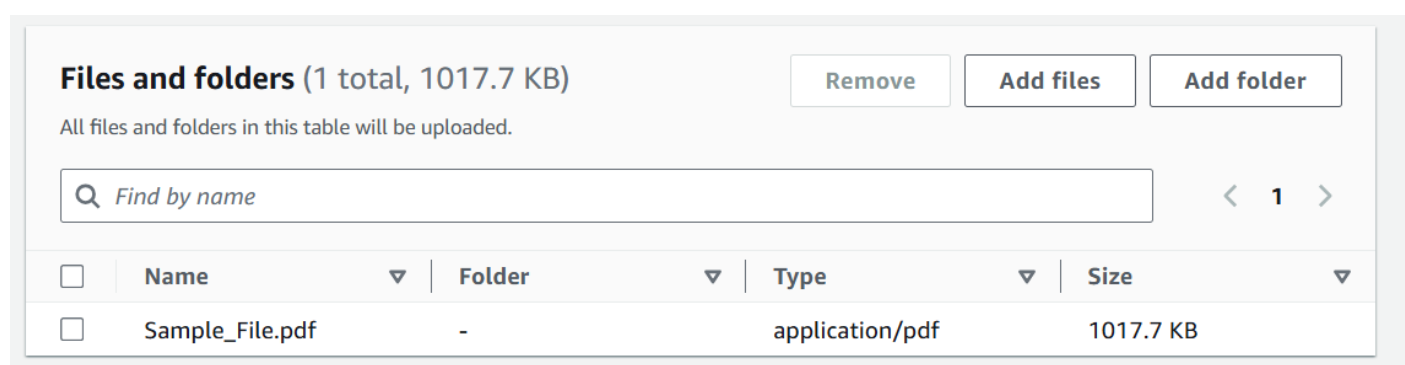 Files and folders (1 total, 1017.7 KB)
Remove
Add files
Add folder
All files and folders in this table will be uploaded.
Find by name
1
Name Folder Type Size
Sample_File.pdf - application/pdf 1017.7 KB